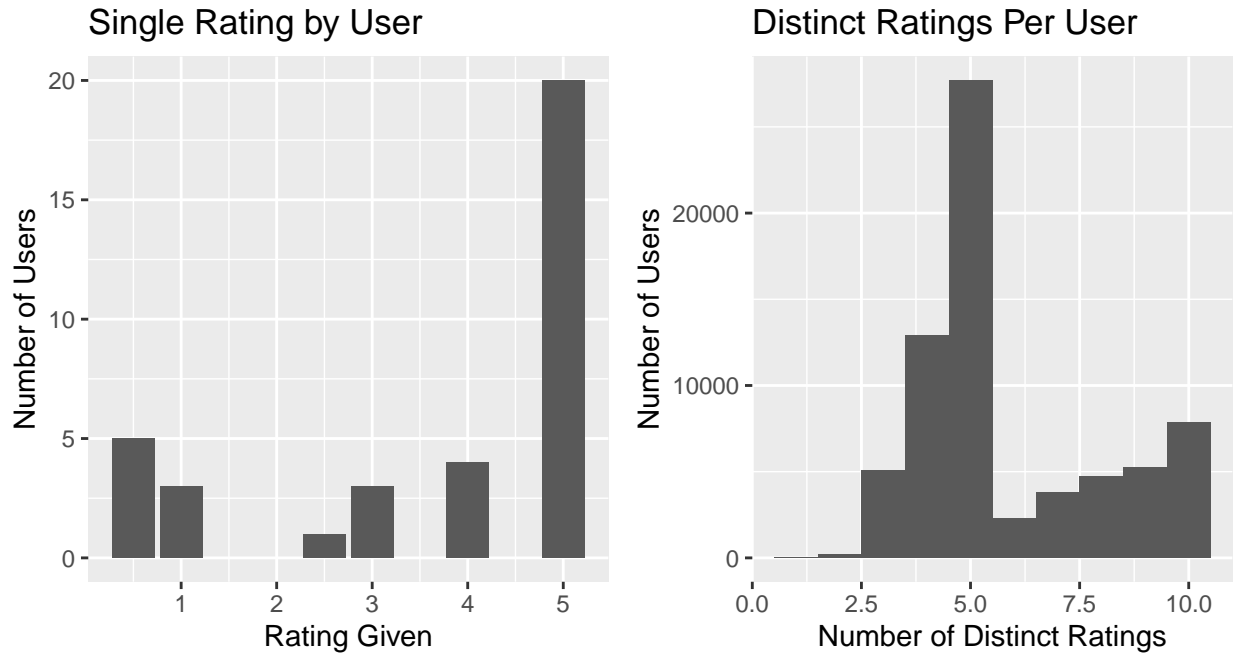 Single Rating by User
20
15
10
5
0
Number of Users
1 2 3 4 5
Rating Given
Distinct Ratings Per User
20000
10000
0
Number of Users
0.0 2.5 5.0 7.5 10.0
Number of Distinct Ratings